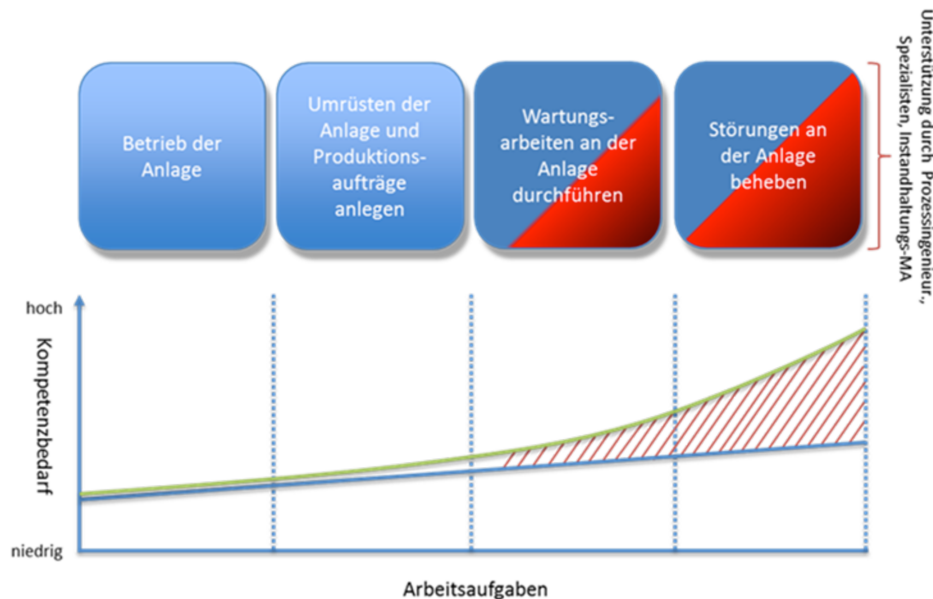 Betrieb der
Anlage
Umrüsten der
Anlage und
Produktions-
aufträge
anlegen
Wartungs-
arbeiten an der
Anlage
durchführen
Störungen an
der Anlage
beheben
Unterstützung durch Prozessingenieur.,
Spezialisten, Instandhaltungs-MA
hoch
Kompetenzbedarf
niedrig
Arbeitsaufgaben